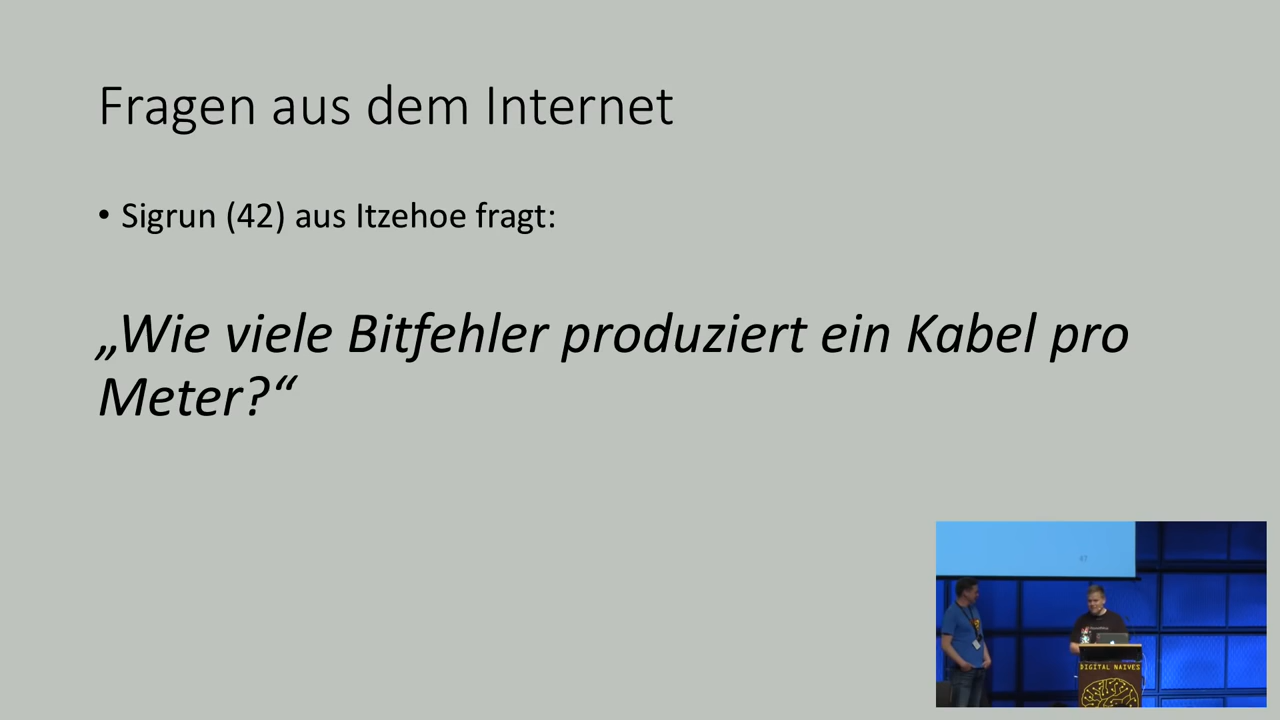 Fragen aus dem Internet
• Sigrun (42) aus Itzehoe fragt:
„Wie viele Bitfehler produziert ein Kabel pro
Meter?“
47
DIGITAL NAIVES